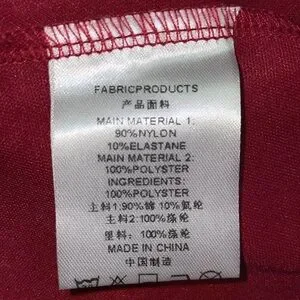 FABRICPRODUCTS
产品面料
MAIN MATERIAL 1:
90%NYLON
10%ELASTANE
MAIN MATERIAL 2:
100%POLYSTER
INGREDIENTS:
100%POLYSTER
主料1:90%锦 10%氨纶
主料2:100%涤纶
里料: 100%涤纶
MADE IN CHINA
中国制造